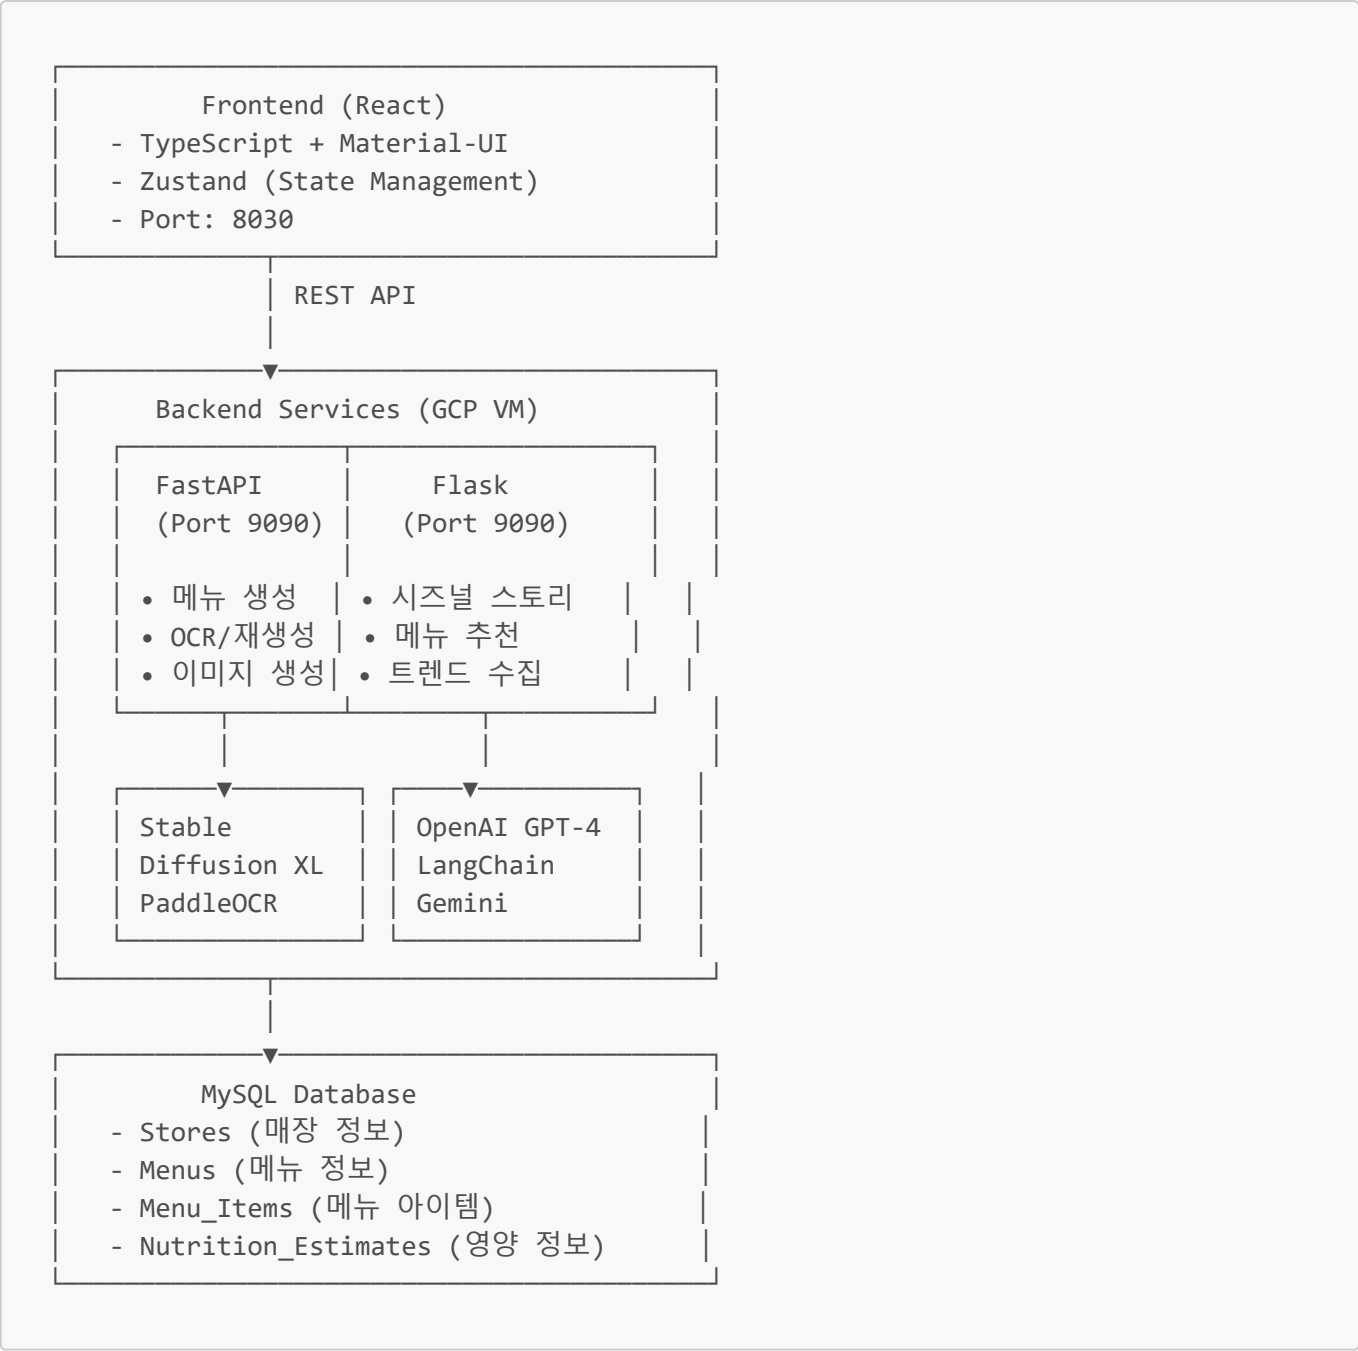 Frontend (React)
- TypeScript + Material-UI
- Zustand (State Management)
- Port: 8030
REST API
Backend Services (GCP VM)
FastAPI Flask
(Port 9090) (Port 9090)
• 메뉴 생성 • 시즈널 스토리
• OCR/재생성 • 메뉴 추천
• 이미지 생성 • 트렌드 수집
Stable OpenAI GPT-4
Diffusion XL LangChain
PaddleOCR Gemini
MySQL Database
- Stores (매장 정보)
- Menus (메뉴 정보)
- Menu_Items (메뉴 아이템)
- Nutrition_Estimates (영양 정보)